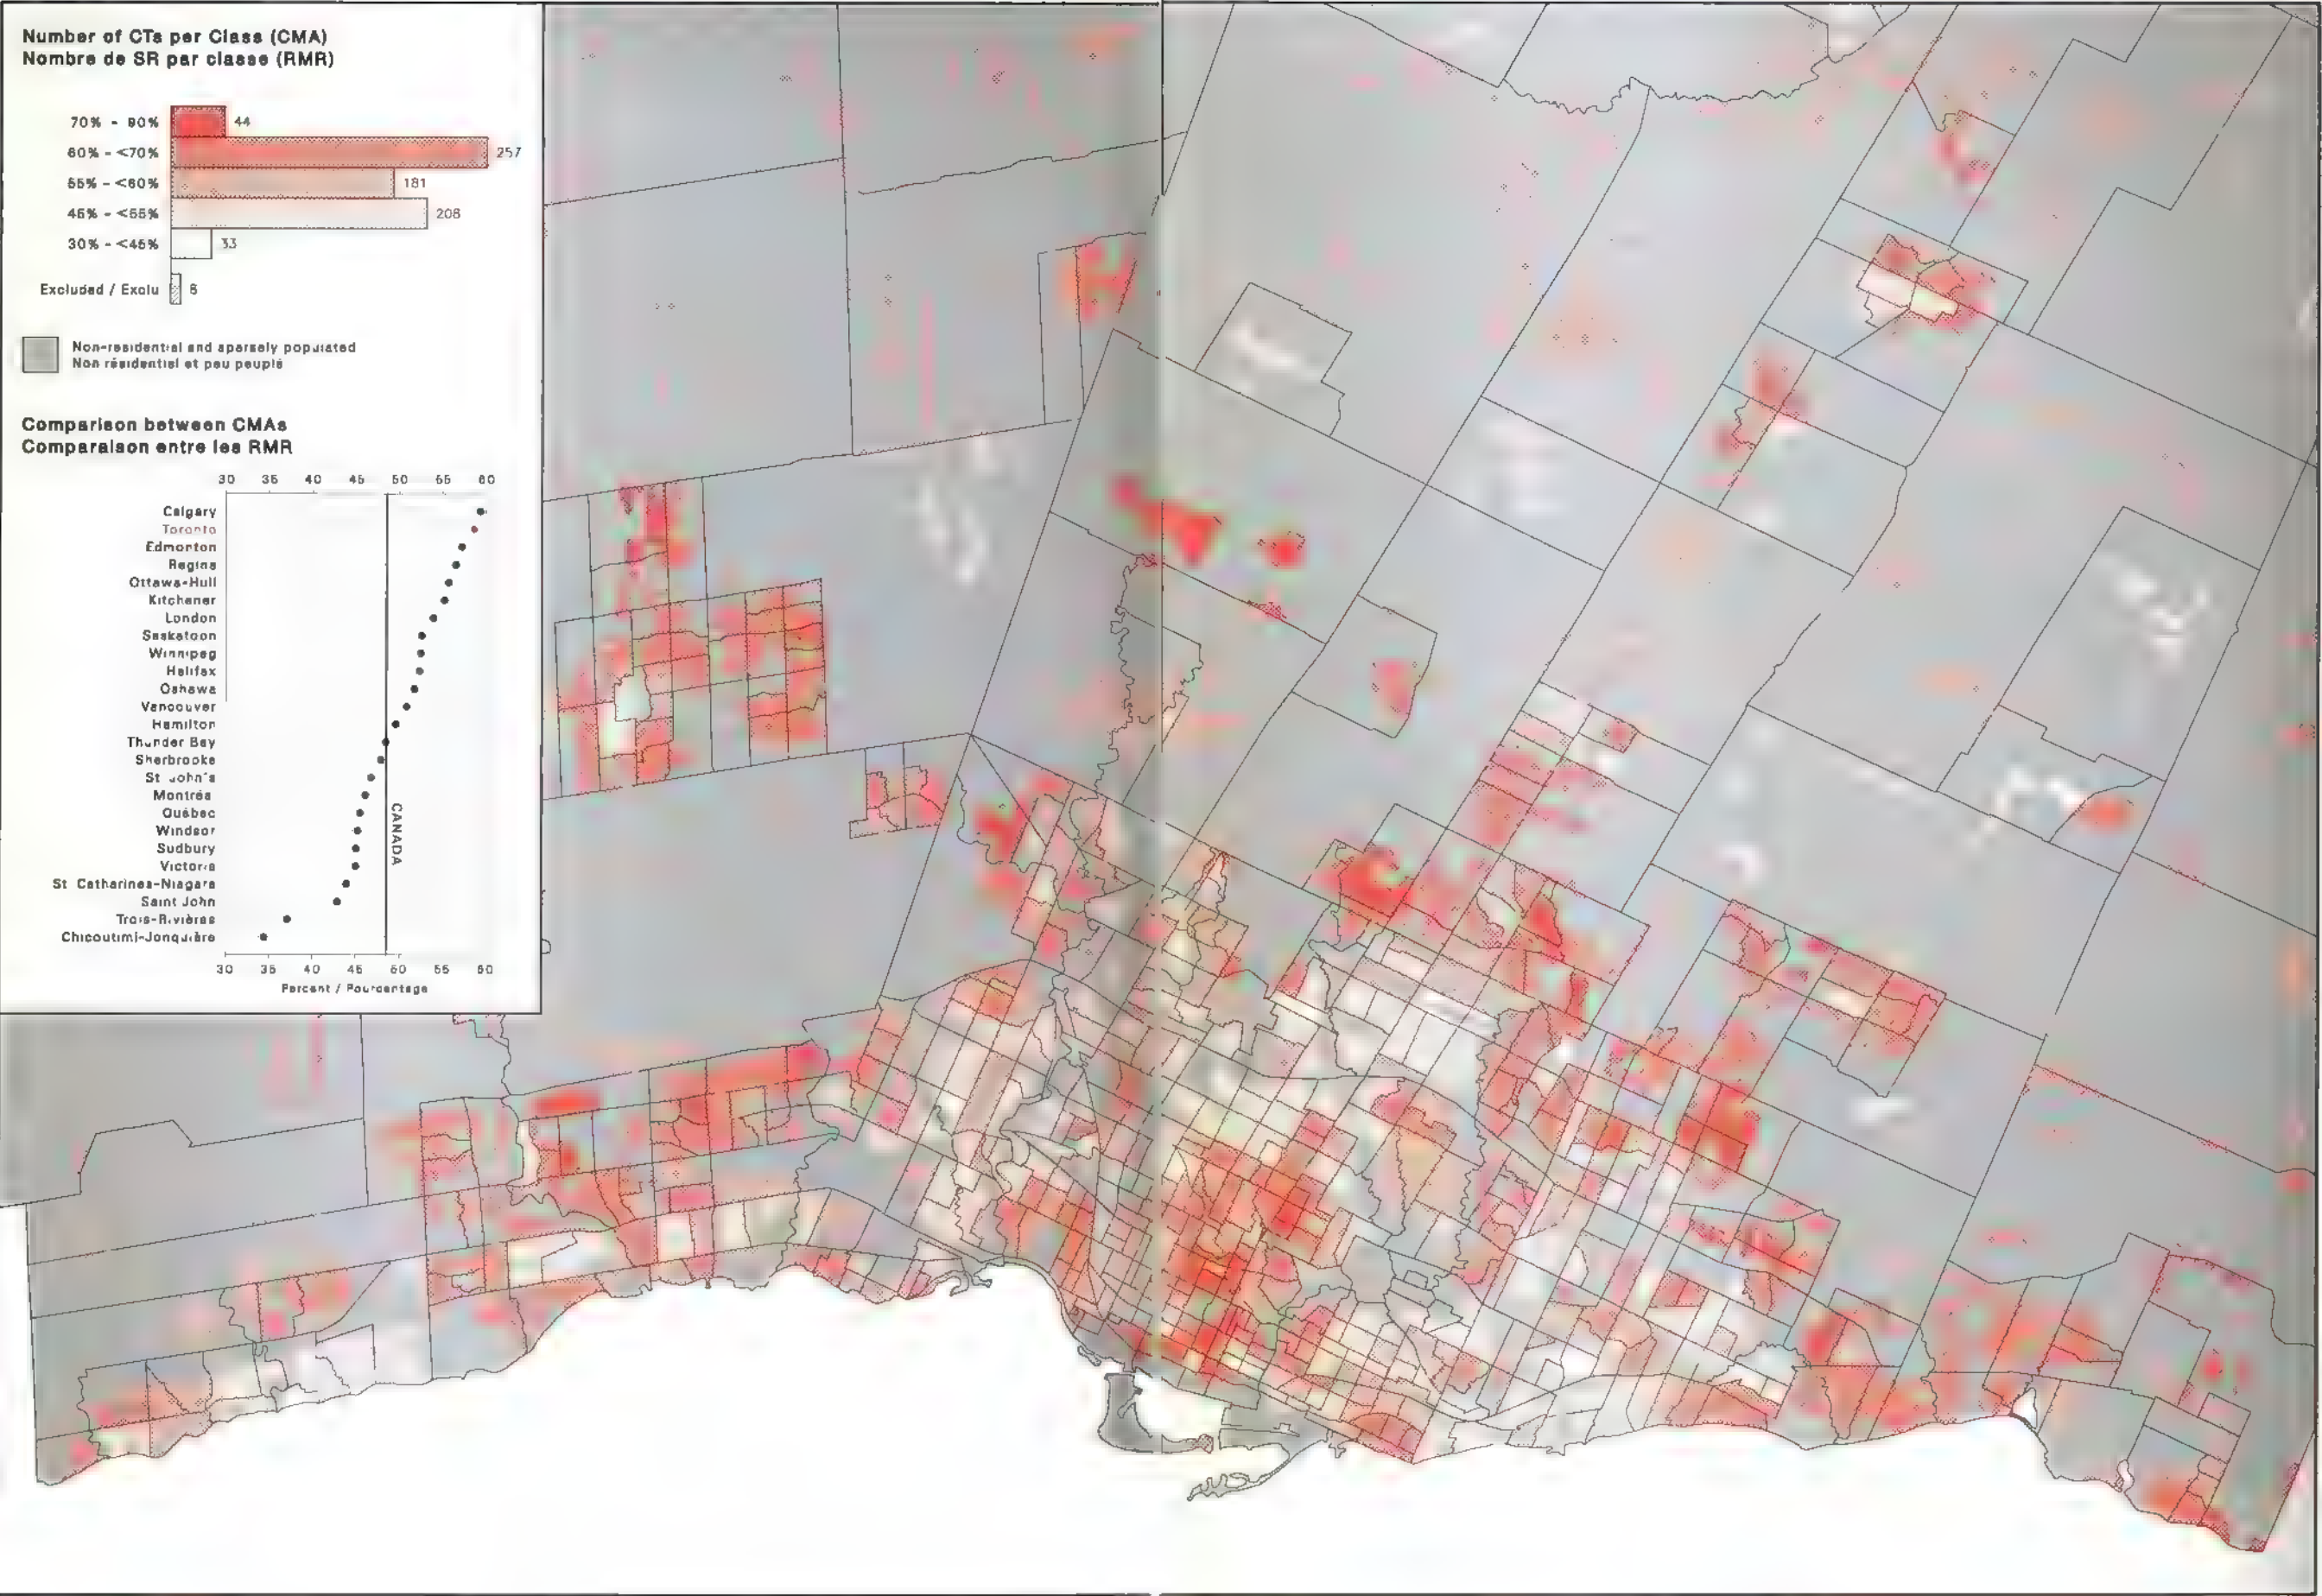 Number of CTs per Class (CMA)
Nombre de SR par classe (RMR)
70% - 80% 44
60% - <70% 257
55% - <60% 181
45% - <55% 208
30% - <45% 33
Excluded / Exclu 6
Non-residential and sparsely populated
Non résidentiel et peu peuplé
Comparison between CMAs
Comparaison entre les RMR
30 35 40 45 50 55 60
Calgary
Toronto
Edmonton
Regina
Ottawa-Hull
Kitchener
London
Saskatoon
Winnipeg
Halifax
Oshawa
Vancouver
Hamilton
Thunder Bay
Sherbrooke
St John's
Montréal
Québec
Windsor
Sudbury
Victoria
St Catharines-Niagara
Saint John
Trois-Rivières
Chicoutimi-Jonquière
CANADA
30 35 40 45 50 55 60
Percent / Pourcentage